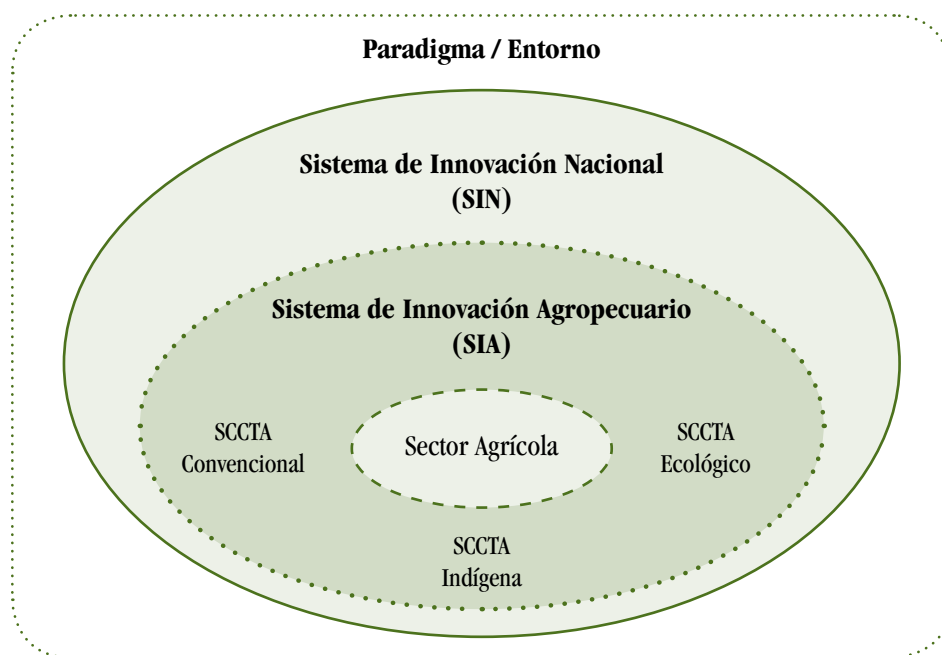 Paradigma / Entorno
Sistema de Innovación Nacional
(SIN)
Sistema de Innovación Agropecuario
(SIA)
SCCTA
Convencional
Sector Agrícola
SCCTA
Ecológico
SCCTA
Indígena